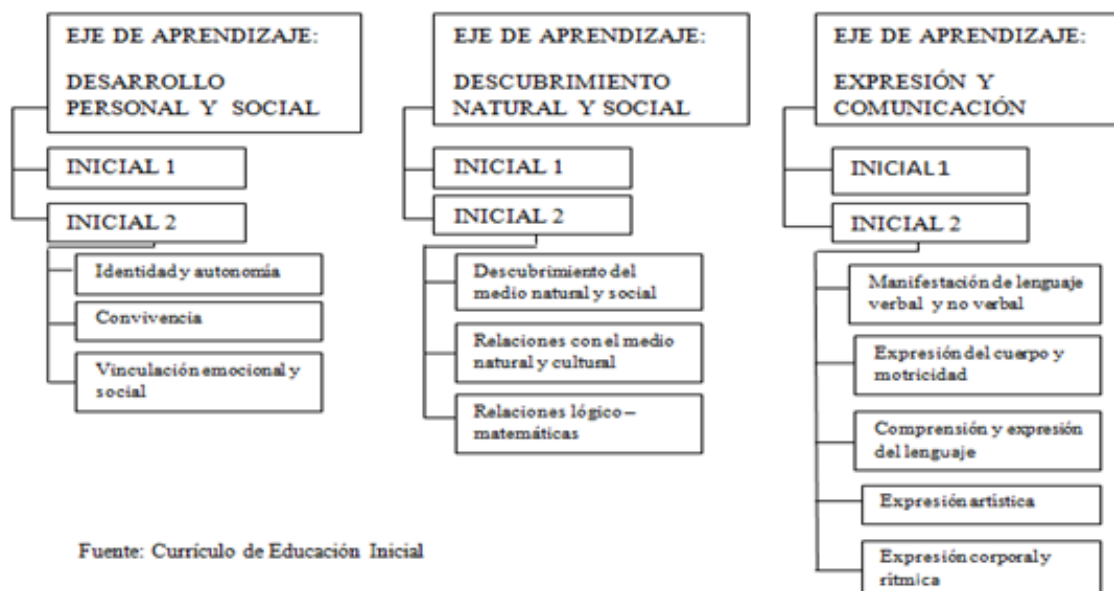 EJE DE APRENDIZAJE:
DESARROLLO
PERSONAL Y SOCIAL
INICIAL 1
INICIAL 2
Identidad y autonomía
Convivencia
Vinculación emocional y
social
EJE DE APRENDIZAJE:
DESCUBRIMIENTO
NATURAL Y SOCIAL
INICIAL 1
INICIAL 2
Descubrimiento del
medio natural y social
Relaciones con el medio
natural y cultural
Relaciones lógico –
matemáticas
EJE DE APRENDIZAJE:
EXPRESIÓN Y
COMUNICACIÓN
INICIAL 1
INICIAL 2
Manifestación de lenguaje
verbal y no verbal
Expresión del cuerpo y
motricidad
Comprensión y expresión
del lenguaje
Expresión artística
Expresión corporal y
rítmica
Fuente: Currículo de Educación Inicial